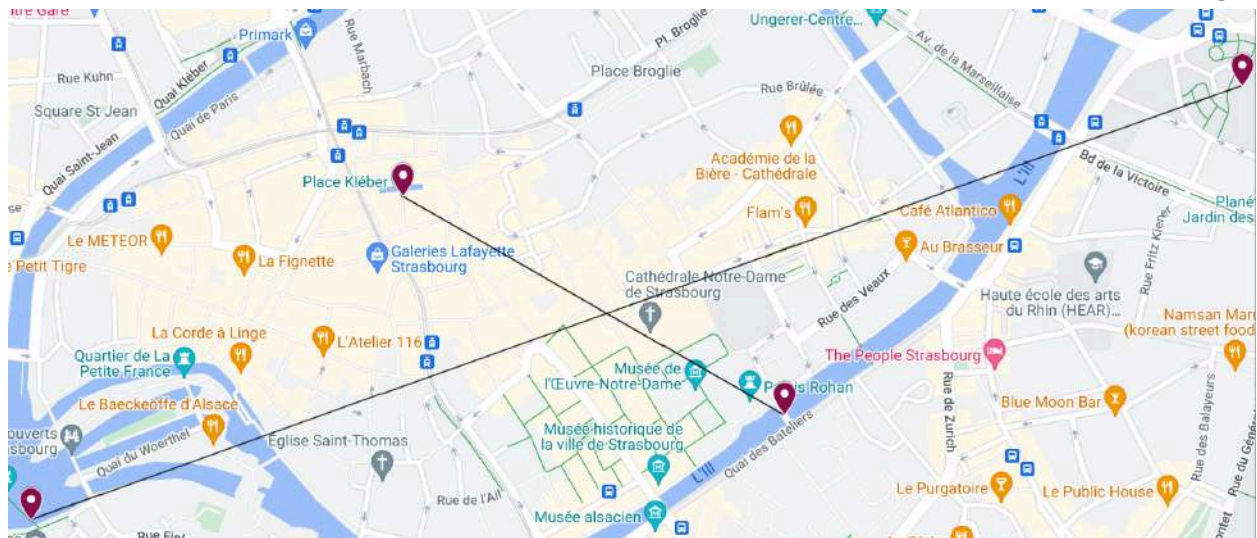 ntre Gare
Primark
Rue Marbach
Pl. Broglie
Ungerer-Centre...
Av. de la Marseillaise
Rue Kuhn
Quai Kléber
Place Broglie
Rue Brûlée
Square St-Jean
Quai de Paris
Quai Saint-Jean
Bd de la Victoire
L'Ill
Académie de la
Bière - Cathédrale
Place Kléber
Plané
Jardin des
Flam's
Café Atlantico
Le METEOR
La Fignette
Galeries Lafayette
Strasbourg
Au Brasseur
Rue Fritz Kiener
Petit Tigre
Cathédrale Notre-Dame
de Strasbourg
Rue des Veaux
Haute école des arts
du Rhin (HEAR)...
La Corde à Linge
L'Atelier 116
Namsan Mar
(korean street food
Quartier de La
Petite France
Musée de
l'Œuvre-Notre-Dame
The People Strasbourg
Palais Rohan
Le Baeckeoffe d'Alsace
Rue de Zurich
Blue Moon Bar
Rue des Balayeurs
ouverts
sbourg
Quai du Woerthel
Église Saint-Thomas
Musée historique de
la ville de Strasbourg
Quai des Bateliers
L'Ill
Rue de l'Ail
Le Purgatoire
Le Public House
Rue du Géné
Musée alsacien